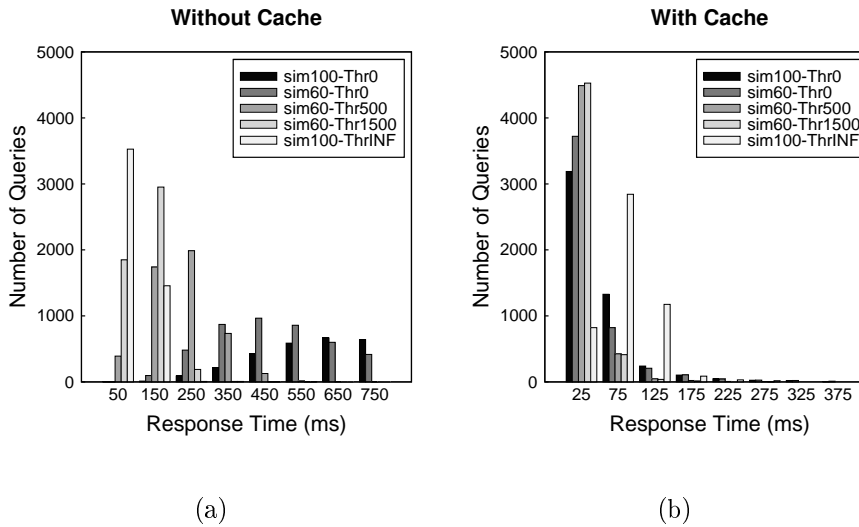 Without Cache
5000
4000
3000
2000
1000
0
Number of Queries
sim100-Thr0
sim60-Thr0
sim60-Thr500
sim60-Thr1500
sim100-ThrINF
50 150 250 350 450 550 650 750
Response Time (ms)
(a)
With Cache
5000
4000
3000
2000
1000
0
Number of Queries
sim100-Thr0
sim60-Thr0
sim60-Thr500
sim60-Thr1500
sim100-ThrINF
25 75 125 175 225 275 325 375
Response Time (ms)
(b)